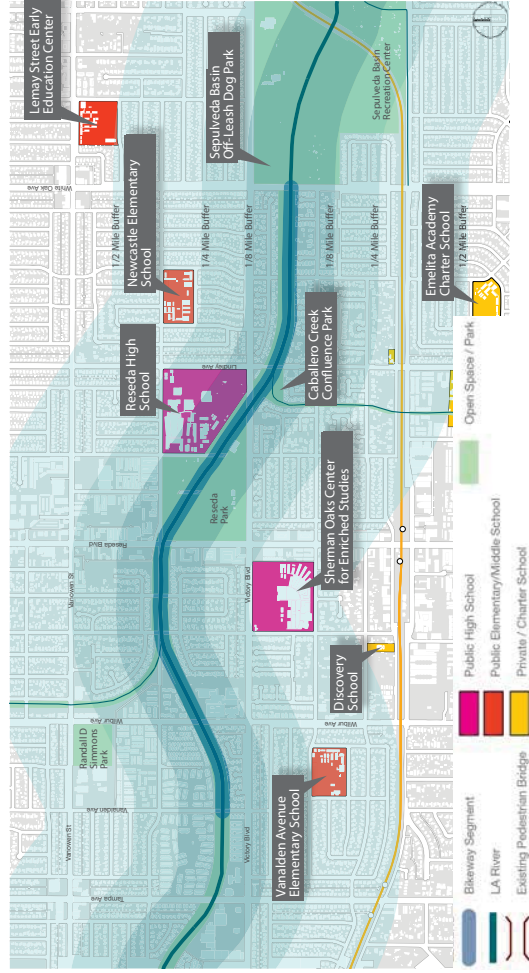 Lemay Street Early
Education Center
White Oak Ave
Newcastle Elementary
School
1/2 Mile Buffer
1/4 Mile Buffer
1/8 Mile Buffer
Sepulveda Basin
Off-Leash Dog Park
Sepulveda Basin
Recreation Center
1/8 Mile Buffer
1/4 Mile Buffer
1/2 Mile Buffer
Emelita Academy
Charter School
Reseda High
School
Lindley Ave
Caballero Creek
Confluence Park
Reseda
Park
Reseda Blvd
Vanowen St
Victory Blvd
Sherman Oaks Center
for Enriched Studies
Discovery
School
Wilbur Ave
Wilbur Ave
Randall D
Simmons
Park
Vanalden Ave
Vanowen St
Victory Blvd
Tampa Ave
Vanalden Avenue
Elementary School
Bikeway Segment
LA River
Existing Pedestrian Bridge
Public High School
Public Elementary/Middle School
Private / Charter School
Open Space / Park